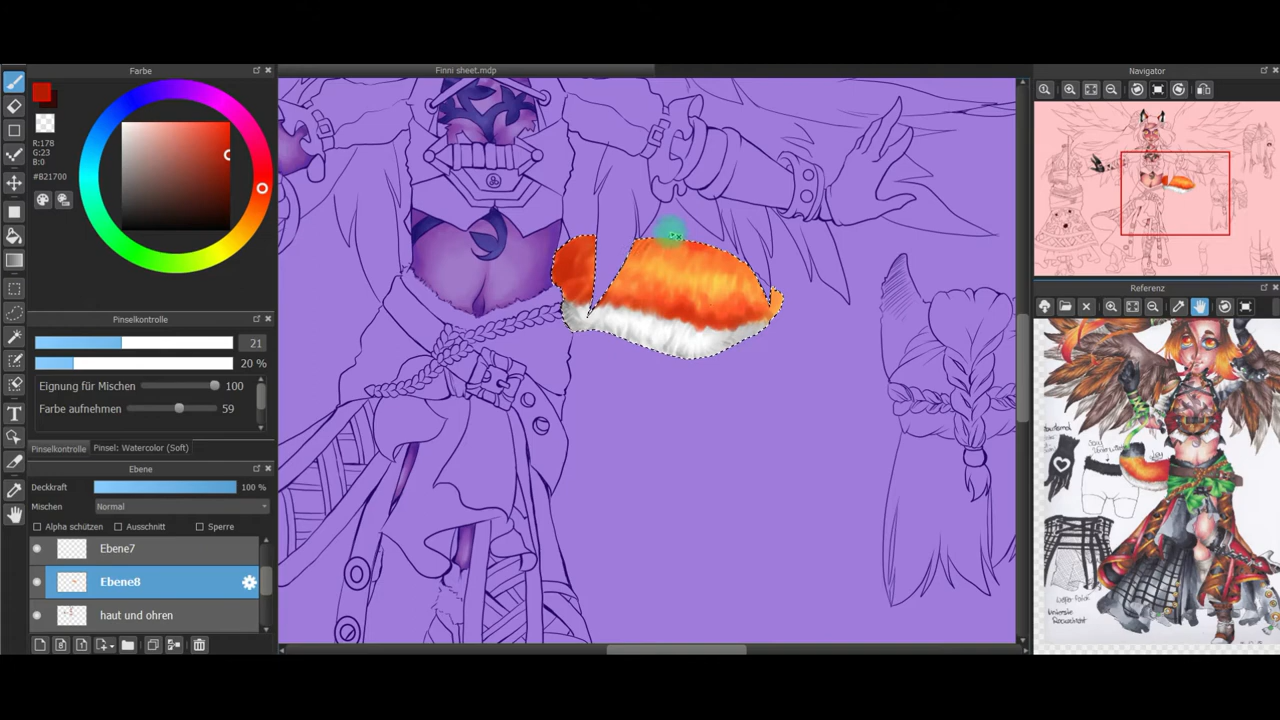 Farbe
Finni sheet.mdp
Navigator
R:178
G:23
B:0
#B21700
Referenz
Pinselkontrolle
21
20 %
Eignung für Mischen 100
Farbe aufnehmen 59
Pinselkontrolle Pinsel: Watercolor (Soft)
Ebene
Deckkraft 100 %
Mischen Normal
Alpha schützen Ausschnitt Sperre
Ebene7
Ebene8
haut und ohren